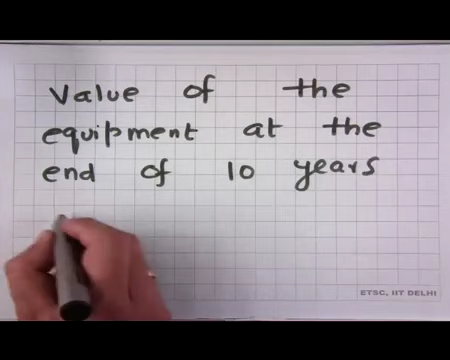 Value of the
equipment at the
end of 10 years
ETSC, IIT DELHI